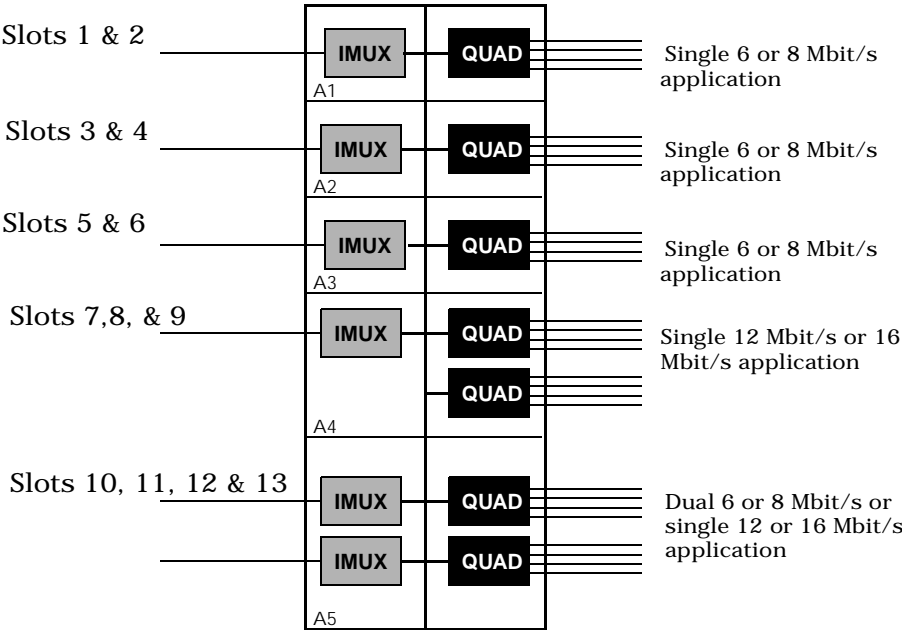 Slots 1 & 2
IMUX
QUAD
Single 6 or 8 Mbit/s
application
A1
Slots 3 & 4
IMUX
QUAD
Single 6 or 8 Mbit/s
application
A2
Slots 5 & 6
IMUX
QUAD
Single 6 or 8 Mbit/s
application
A3
Slots 7,8, & 9
IMUX
QUAD
Single 12 Mbit/s or 16
Mbit/s application
QUAD
A4
Slots 10, 11, 12 & 13
IMUX
QUAD
Dual 6 or 8 Mbit/s or
single 12 or 16 Mbit/s
application
IMUX
QUAD
A5